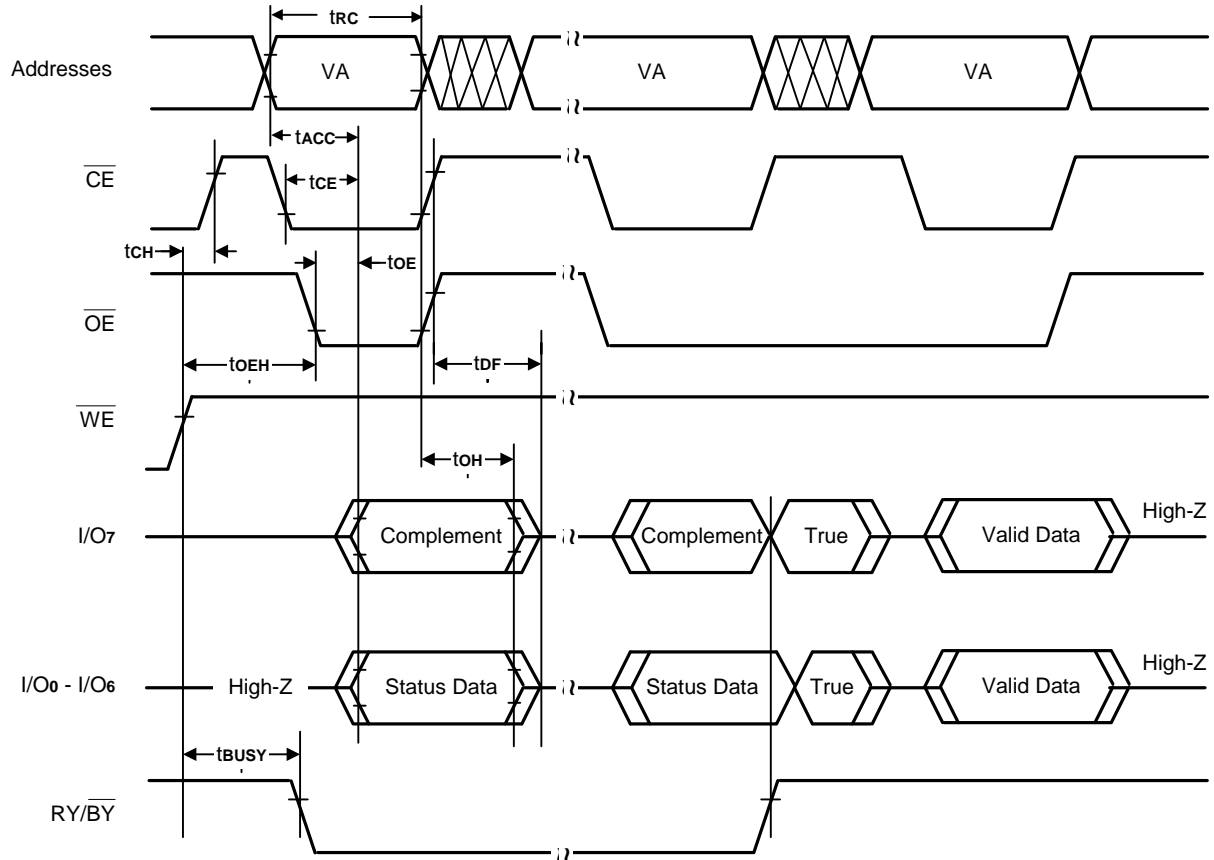 tRC
Addresses VA VA VA
tACC
CE
tCE
tCH
tOE
OE
tOEH tDF
WE
tOH
I/O7 Complement Complement True Valid Data High-Z
I/O0 - I/O6 High-Z Status Data Status Data True Valid Data High-Z
tBUSY
RY/BY